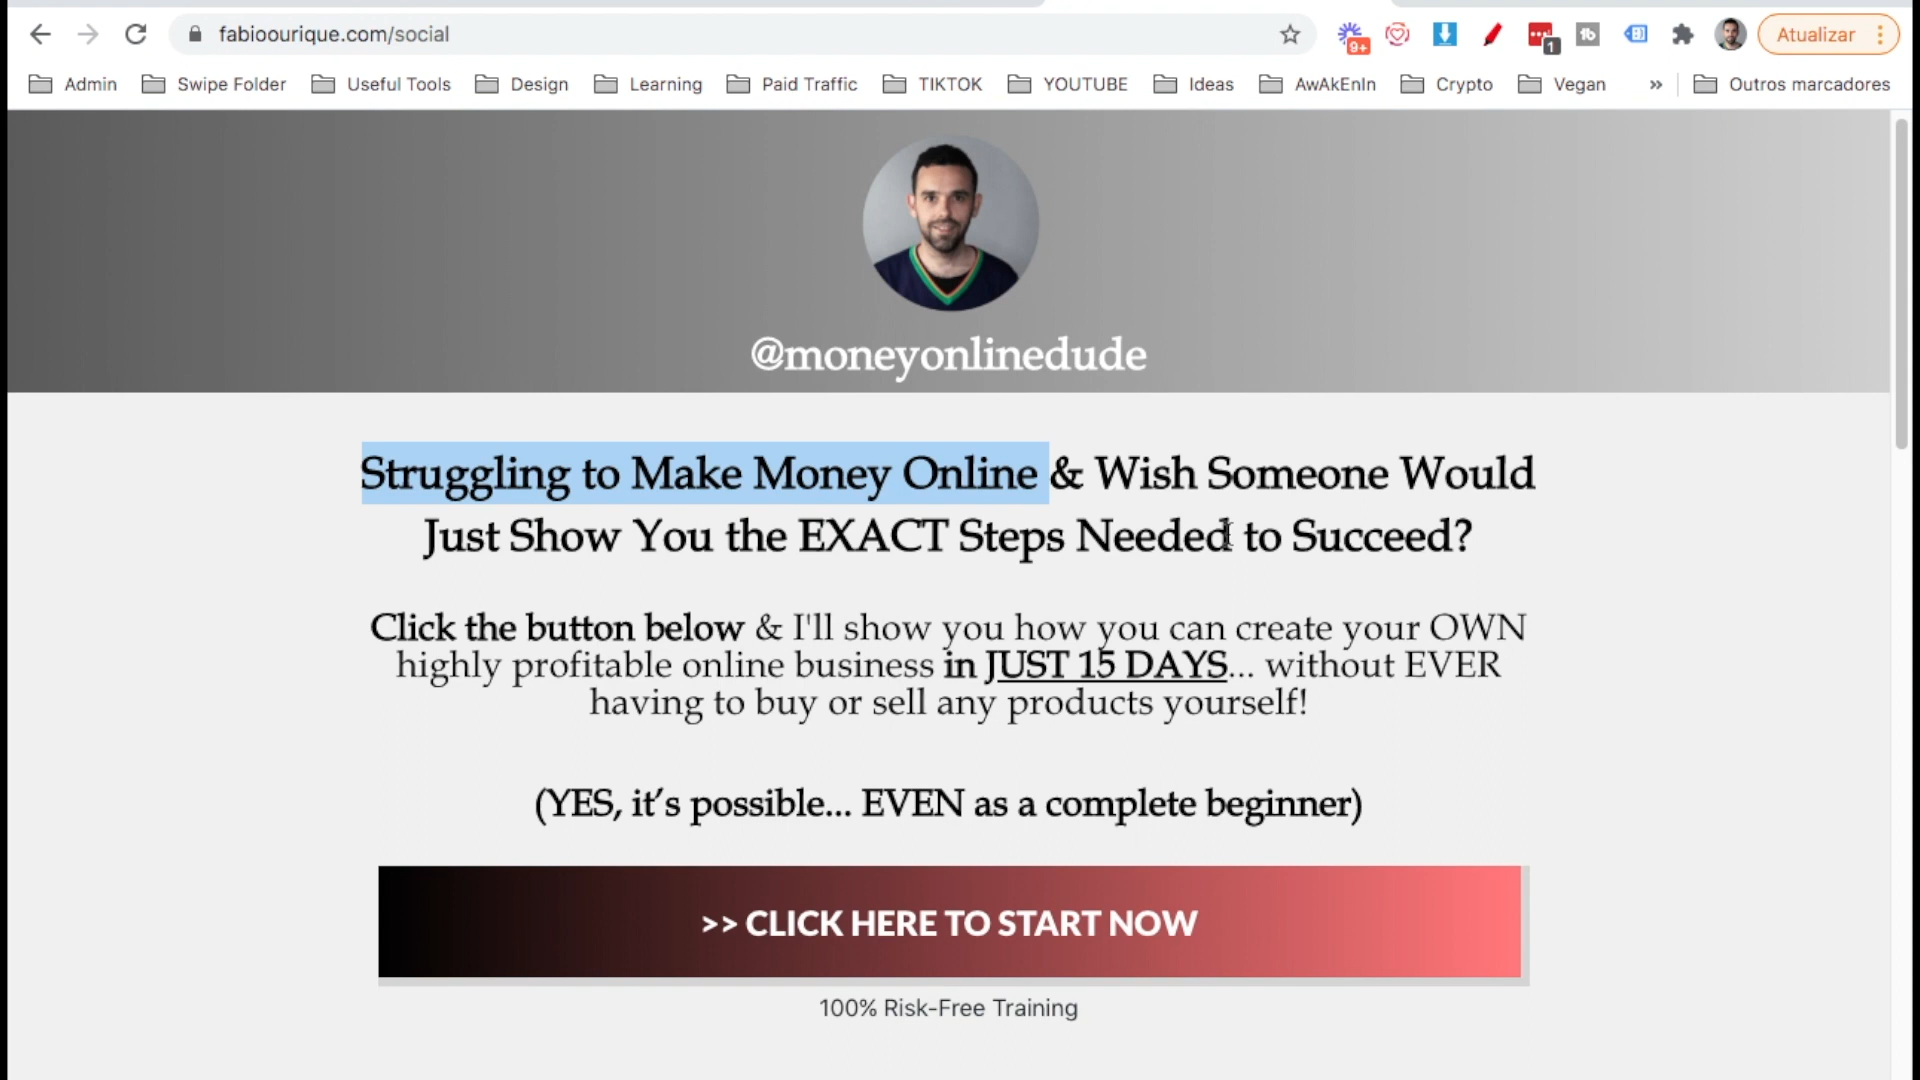 fabioourique.com/social
9+
1
Atualizar
Admin
Swipe Folder
Useful Tools
Design
Learning
Paid Traffic
TIKTOK
YOUTUBE
Ideas
AwAkEnIn
Crypto
Vegan
»
Outros marcadores
@moneyonlinedude
Struggling to Make Money Online & Wish Someone Would
Just Show You the EXACT Steps Needed to Succeed?
Click the button below & I'll show you how you can create your OWN
highly profitable online business in JUST 15 DAYS... without EVER
having to buy or sell any products yourself!
(YES, it’s possible... EVEN as a complete beginner)
>> CLICK HERE TO START NOW
100% Risk-Free Training